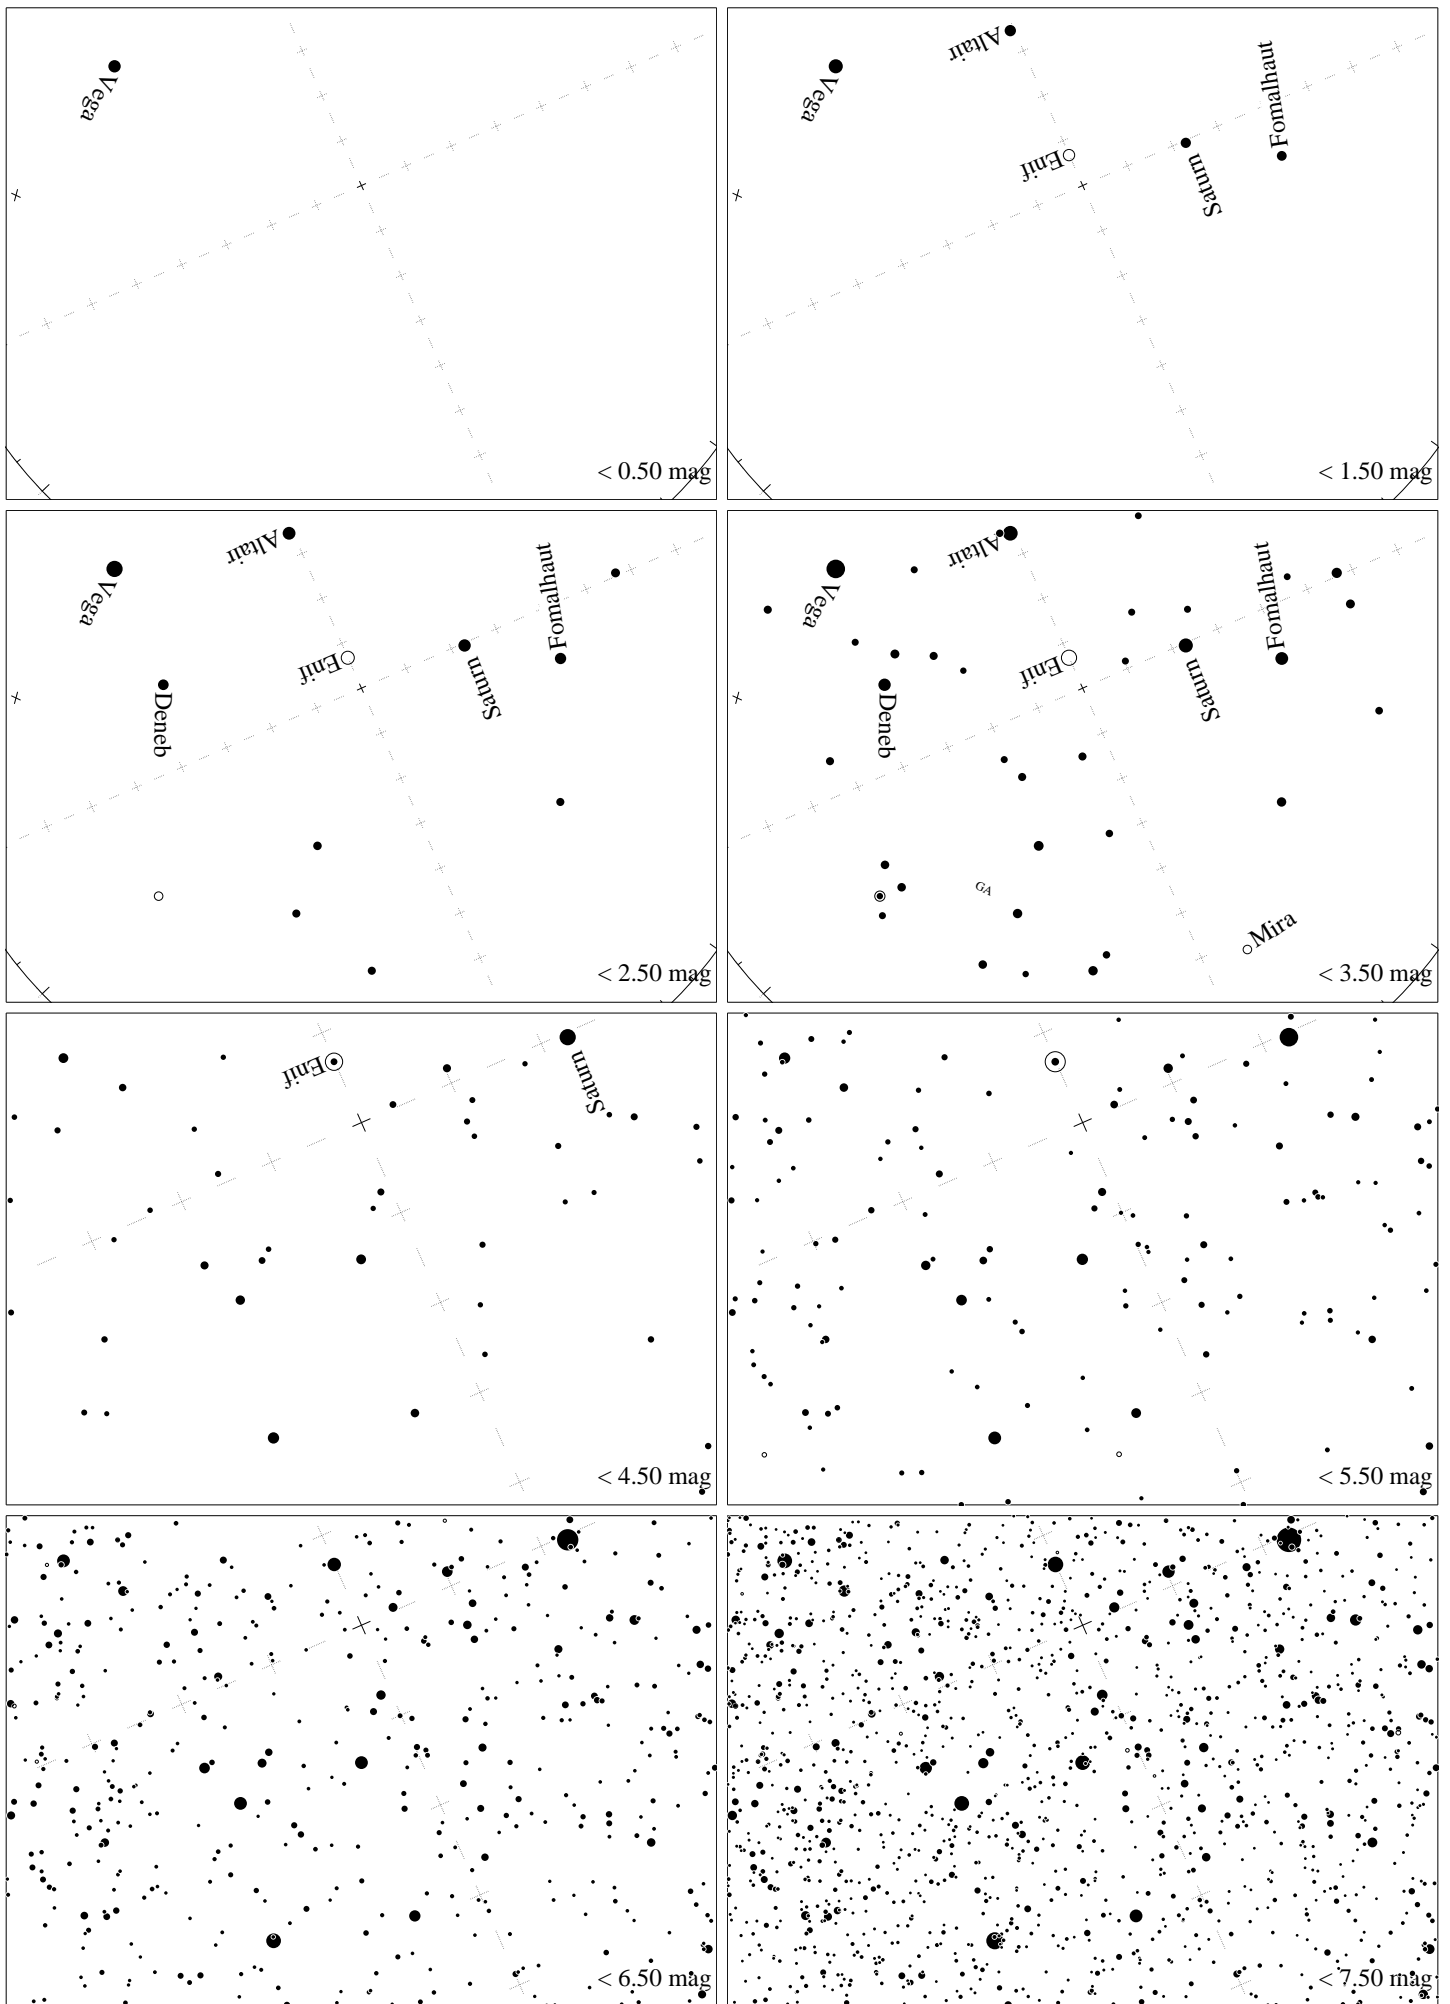 Vega
< 0.50 mag
Altair
Vega
Fomalhaut
Enif
Saturn
< 1.50 mag
Altair
Vega
Fomalhaut
Enif
Saturn
Deneb
< 2.50 mag
Altair
Vega
Fomalhaut
Enif
Saturn
Deneb
GA
Mira
< 3.50 mag
Enif
Saturn
< 4.50 mag
< 5.50 mag
< 6.50 mag
< 7.50 mag